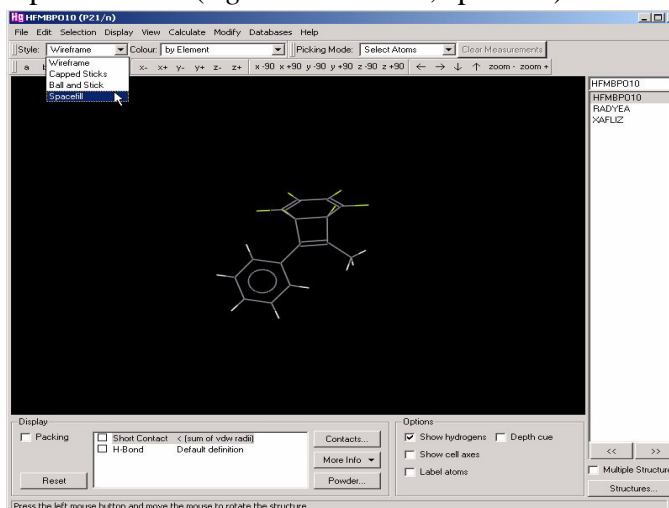 HFMBPO10 (P21/n)
File Edit Selection Display View Calculate Modify Databases Help
Style: Wireframe Colour: by Element Picking Mode: Select Atoms Clear Measurements
a x- x+ y- y+ z- z+ x-90 x+90 y-90 y+90 z-90 z+90 ← → ↓ ↑ zoom- zoom+
Wireframe
Capped Sticks
Ball and Stick
Spacefill
HFMBPO10
HFMBPO10
RADYEA
XAFLIZ
Display
Packing
Short Contact < (sum of vdw radii)
H-Bond Default definition
Reset
Contacts...
More Info
Powder...
Options
Show hydrogens Depth cue
Show cell axes
Label atoms
<< >>
Multiple Structure
Structures...
Press the left mouse button and move the mouse to rotate the structure